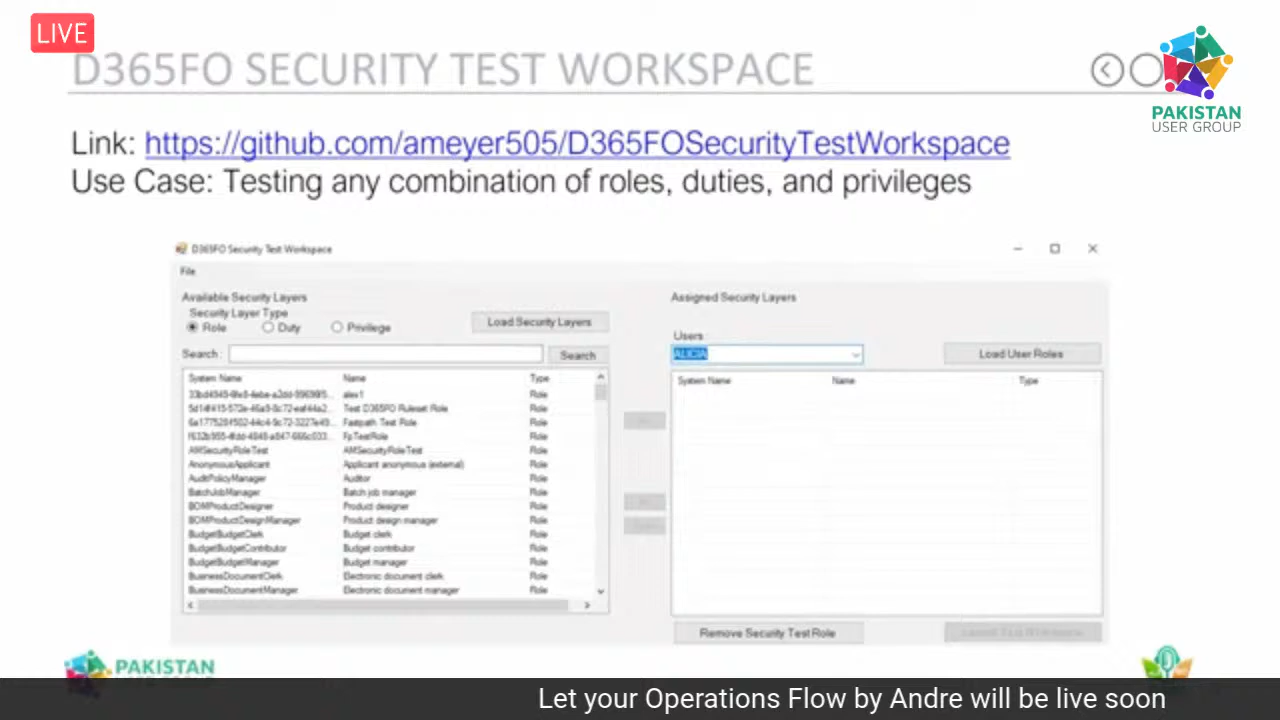 LIVE
D365FO SECURITY TEST WORKSPACE
PAKISTAN
USER GROUP
Link: https://github.com/ameyer505/D365FOSecurityTestWorkspace
Use Case: Testing any combination of roles, duties, and privileges
D365FO Security Test Workspace
File
Available Security Layers
Assigned Security Layers
Security Layer Type
Role Duty Privilege
Load Security Layers
Users
Search: Search
ALICIA
Load User Roles
System Name Name Type
System Name Name Type
alex1 Role
Test D365FO Ruleset Role Role
Fastpath Test Role Role
FpTestRole Role
AMSecurityRoleTest AMSecurityRoleTest Role
AnonymousApplicant Applicant anonymous (external) Role
AuditPolicyManager Auditor Role
BatchJobManager Batch job manager Role
BOMProductDesigner Product designer Role
BOMProductDesignManager Product design manager Role
BudgetBudgetClerk Budget clerk Role
BudgetBudgetContributor Budget contributor Role
BudgetBudgetManager Budget manager Role
BusinessDocumentClerk Electronic document clerk Role
BusinessDocumentManager Electronic document manager Role
Remove Security Test Role
PAKISTAN
Let your Operations Flow by Andre will be live soon